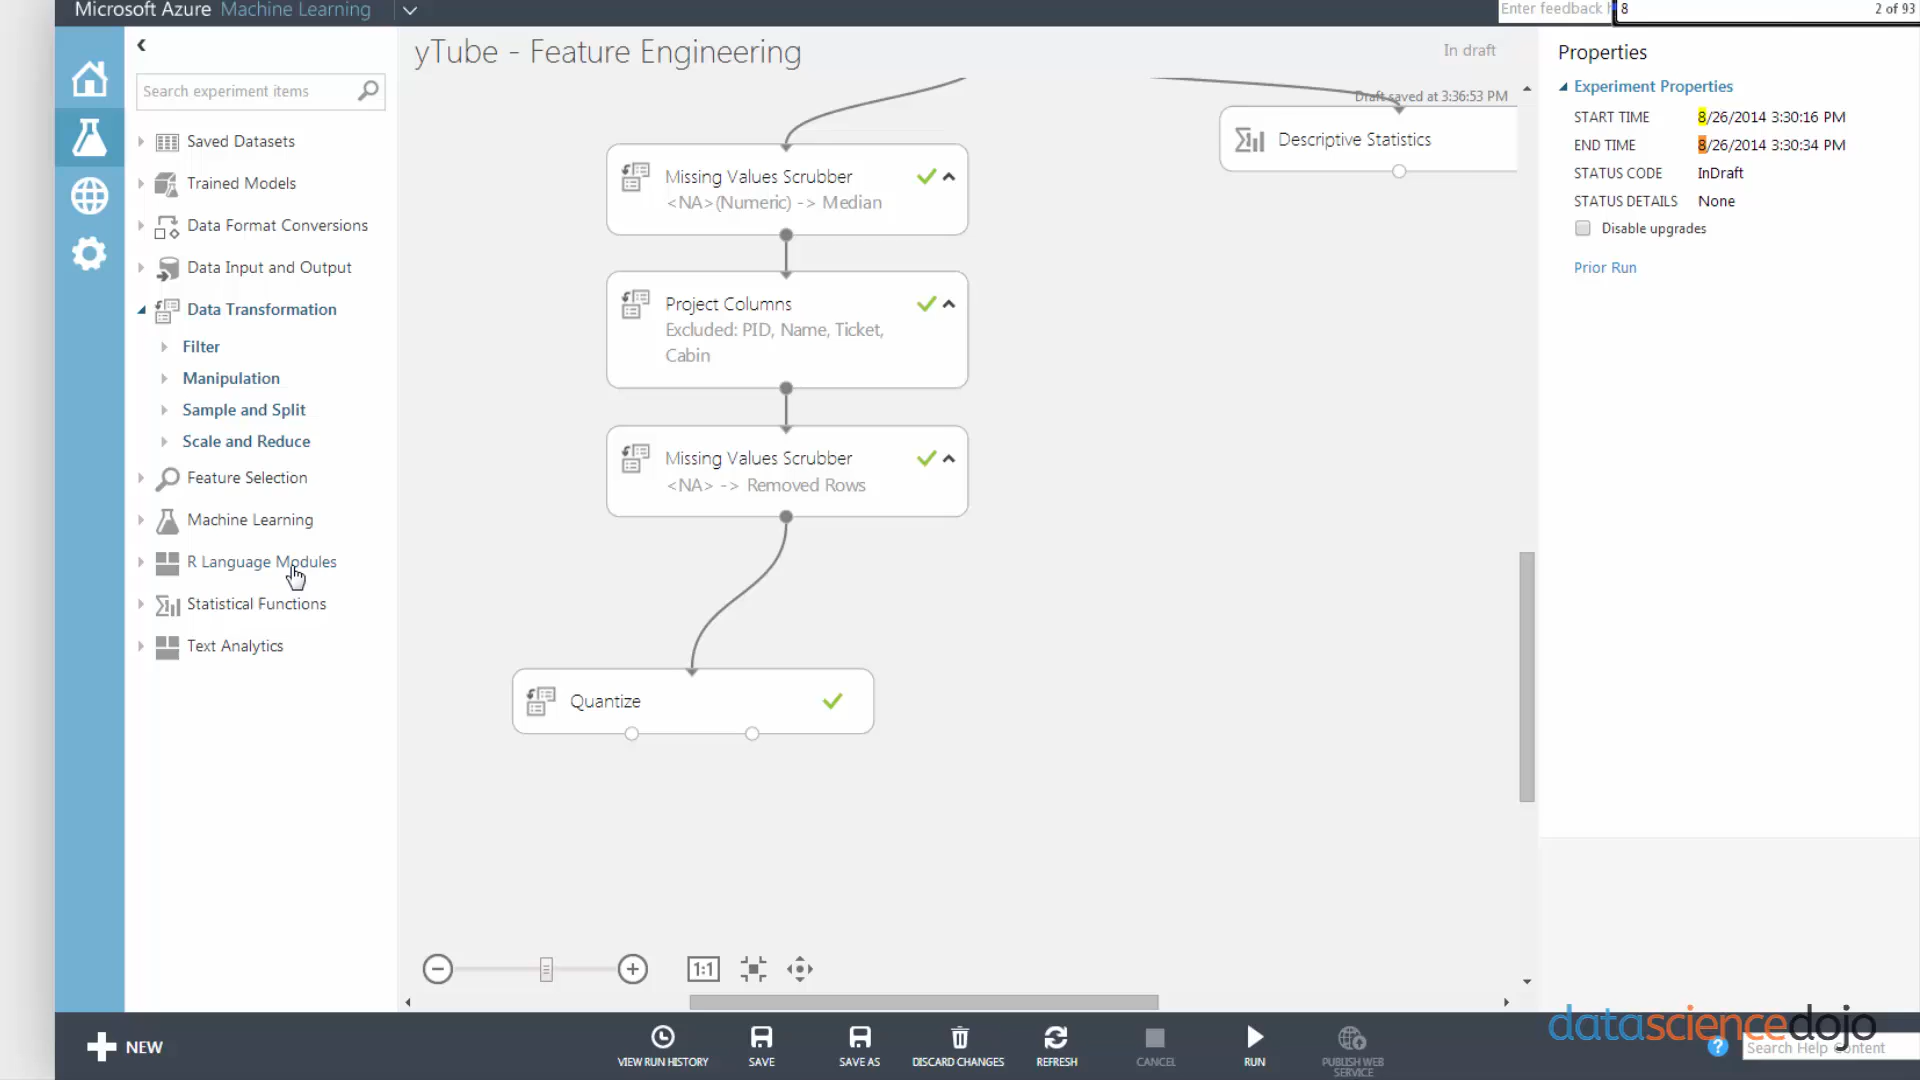 Microsoft Azure Machine Learning
Enter feedback
8
2 of 93
yTube - Feature Engineering
In draft
Draft saved at 3:36:53 PM
Search experiment items
Saved Datasets
Trained Models
Data Format Conversions
Data Input and Output
Data Transformation
Filter
Manipulation
Sample and Split
Scale and Reduce
Feature Selection
Machine Learning
R Language Modules
Statistical Functions
Text Analytics
Descriptive Statistics
Missing Values Scrubber
<NA>(Numeric) -> Median
Project Columns
Excluded: PID, Name, Ticket,
Cabin
Missing Values Scrubber
<NA> -> Removed Rows
Quantize
1:1
Properties
Experiment Properties
START TIME 8/26/2014 3:30:16 PM
END TIME 8/26/2014 3:30:34 PM
STATUS CODE InDraft
STATUS DETAILS None
Disable upgrades
Prior Run
NEW
VIEW RUN HISTORY
SAVE
SAVE AS
DISCARD CHANGES
REFRESH
CANCEL
RUN
PUBLISH WEB
SERVICE
datasciencedojo
?
Search Help Content